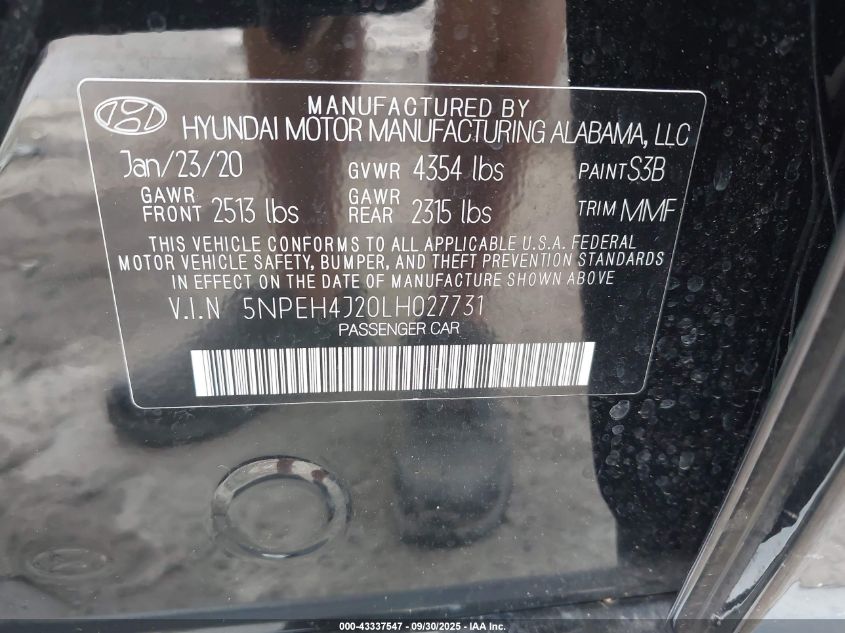 MANUFACTURED BY
HYUNDAI MOTOR MANUFACTURING ALABAMA, LLC
Jan/23/20 GVWR 4354 lbs PAINT S3B
GAWR FRONT 2513 lbs GAWR REAR 2315 lbs TRIM MMF
THIS VEHICLE CONFORMS TO ALL APPLICABLE U.S.A. FEDERAL
MOTOR VEHICLE SAFETY, BUMPER, AND THEFT PREVENTION STANDARDS
IN EFFECT ON THE DATE OF MANUFACTURE SHOWN ABOVE
V.I.N 5NPEH4J20LH027731
PASSENGER CAR
000-43337547 - 09/30/2025 - IAA Inc.